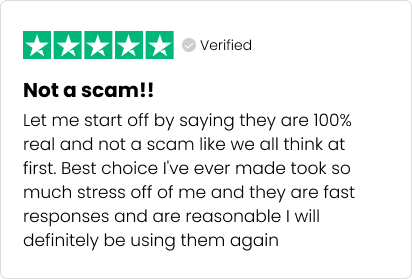 Verified
Not a scam!!
Let me start off by saying they are 100%
real and not a scam like we all think at
first. Best choice I've ever made took so
much stress off of me and they are fast
responses and are reasonable I will
definitely be using them again